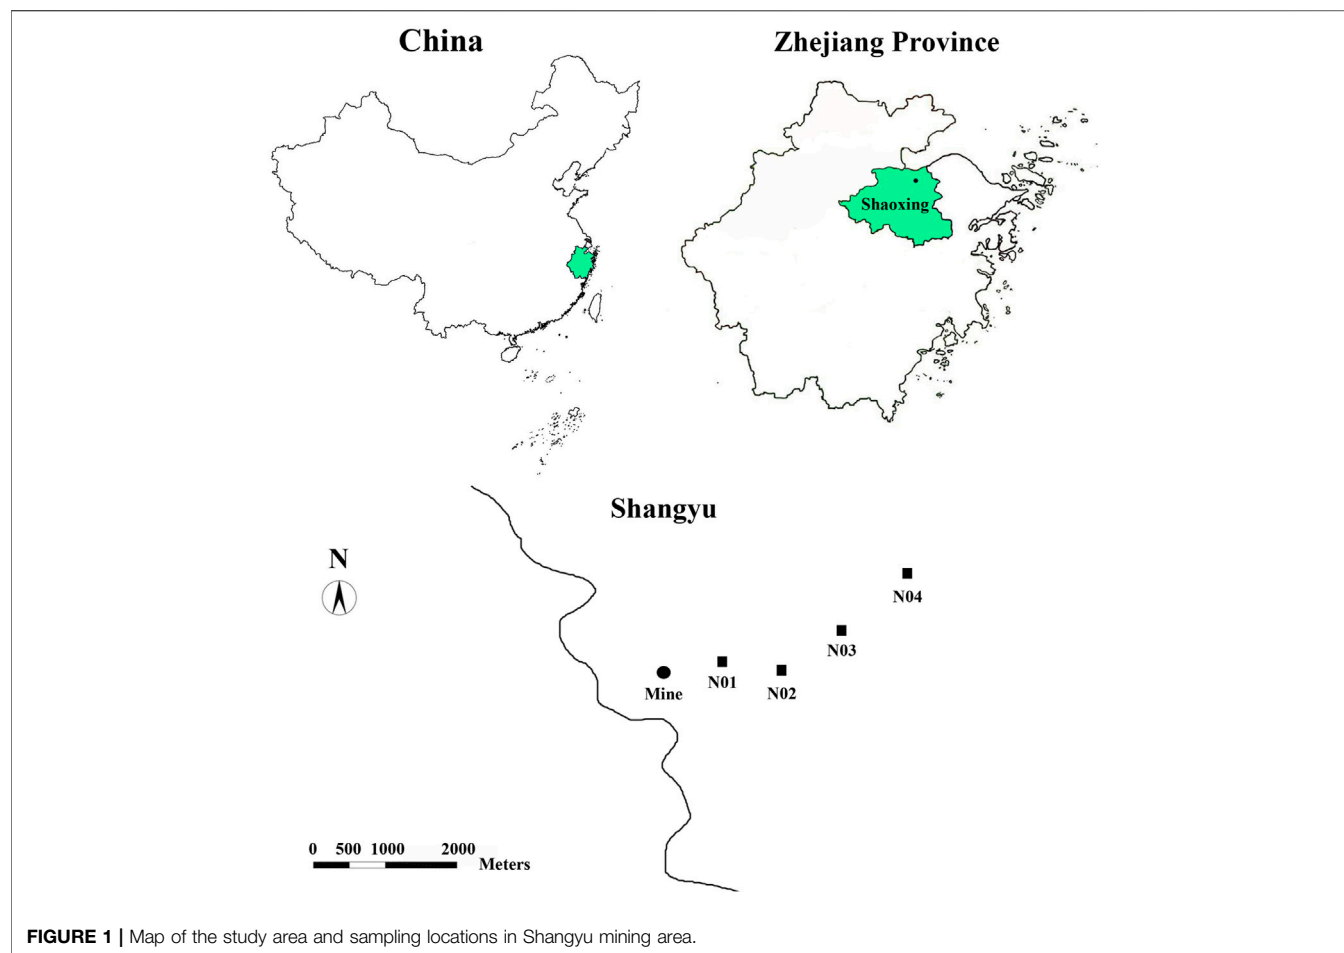 China
Zhejiang Province
Shaoxing
Shangyu
N
N04
N03
N01
N02
Mine
0 500 1000 2000
Meters
FIGURE 1 | Map of the study area and sampling locations in Shangyu mining area.